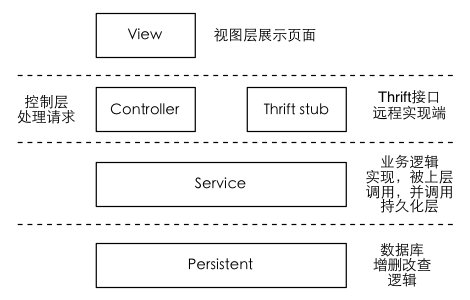 View
视图层展示页面
控制层
处理请求
Controller
Thrift stub
Thrift接口
远程实现端
Service
业务逻辑
实现，被上层
调用，并调用
持久化层
Persistent
数据库
增删改查
逻辑